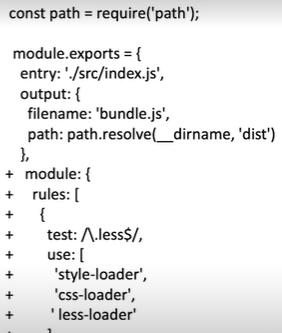 const path = require('path');
module.exports = {
entry: './src/index.js',
output: {
filename: 'bundle.js',
path: path.resolve(__dirname, 'dist')
},
+ module: {
+ rules: [
+ {
+ test: /\.less$/,
+ use: [
+ 'style-loader',
+ 'css-loader',
+ ' less-loader'